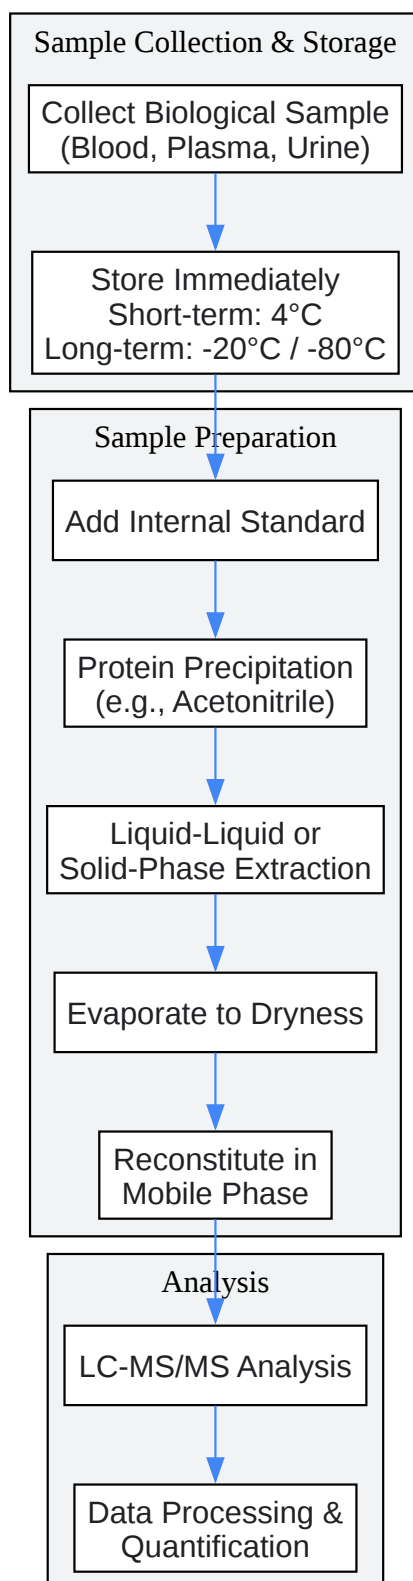 Sample Collection & Storage
Collect Biological Sample
(Blood, Plasma, Urine)
Store Immediately
Short-term: 4°C
Long-term: -20°C / -80°C
Sample Preparation
Add Internal Standard
Protein Precipitation
(e.g., Acetonitrile)
Liquid-Liquid or
Solid-Phase Extraction
Evaporate to Dryness
Reconstitute in
Mobile Phase
Analysis
LC-MS/MS Analysis
Data Processing &
Quantification